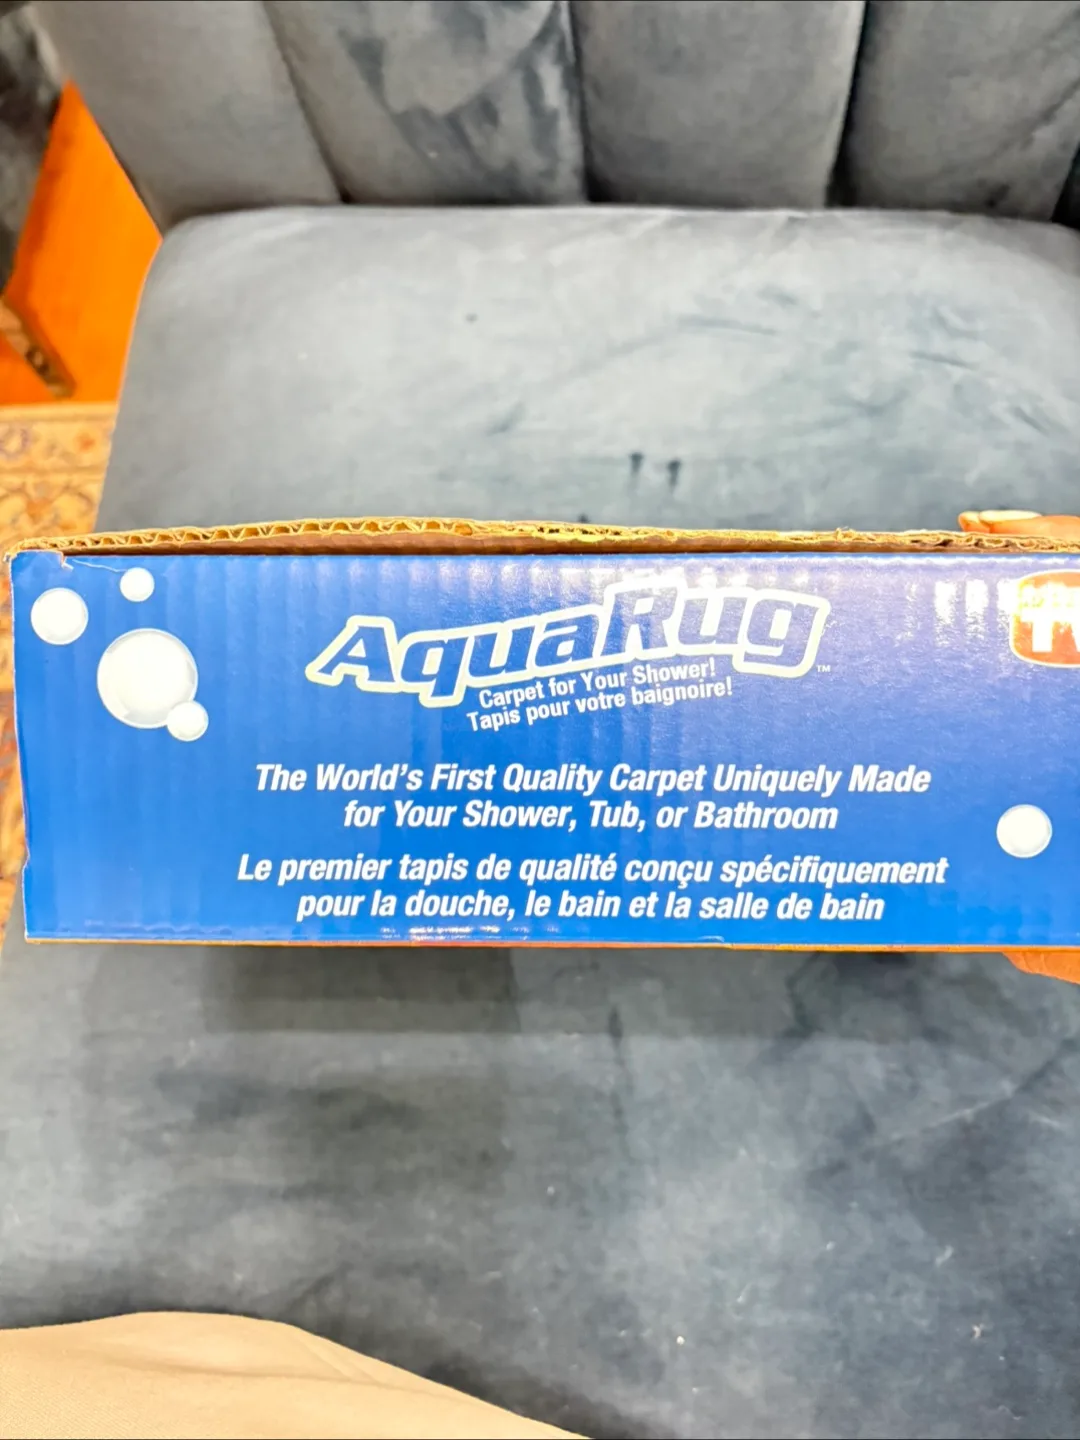 AquaRug™
Carpet for Your Shower!
Tapis pour votre baignoire!
The World's First Quality Carpet Uniquely Made
for Your Shower, Tub, or Bathroom
Le premier tapis de qualité conçu spécifiquement
pour la douche, le bain et la salle de bain